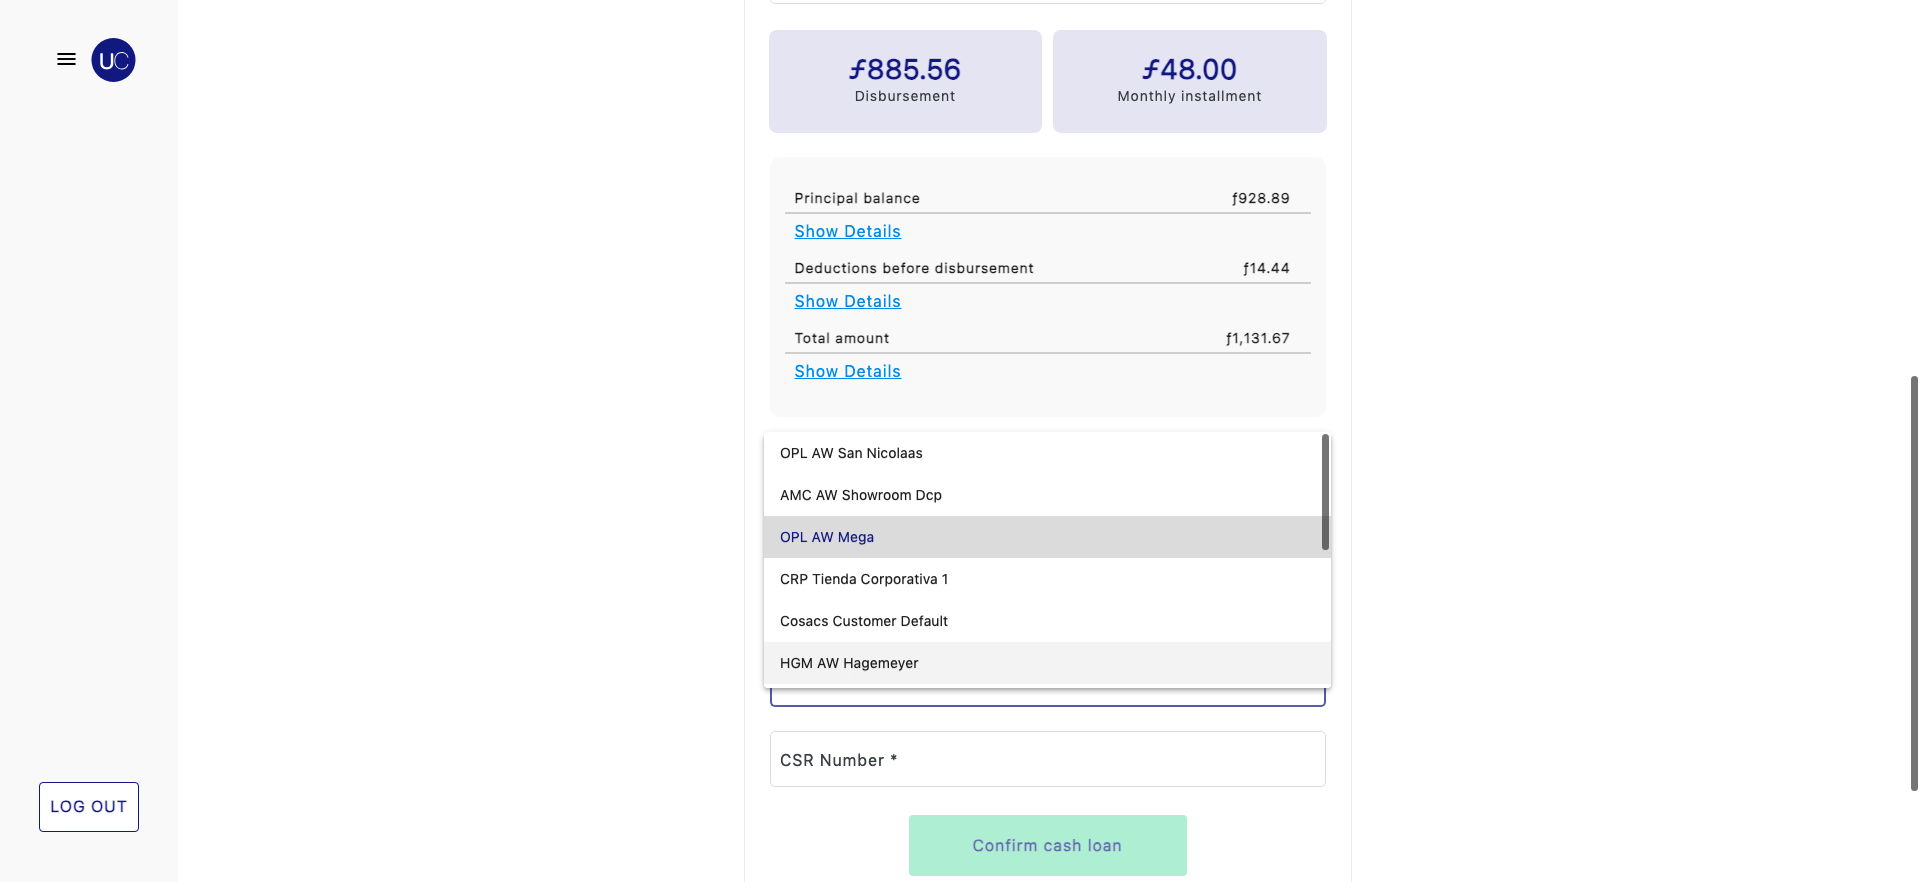 UC
ƒ885.56
Disbursement
ƒ48.00
Monthly installment
Principal balance ƒ928.89
Show Details
Deductions before disbursement ƒ14.44
Show Details
Total amount ƒ1,131.67
Show Details
OPL AW San Nicolaas
AMC AW Showroom Dcp
OPL AW Mega
CRP Tienda Corporativa 1
Cosacs Customer Default
HGM AW Hagemeyer
CSR Number *
LOG OUT
Confirm cash loan